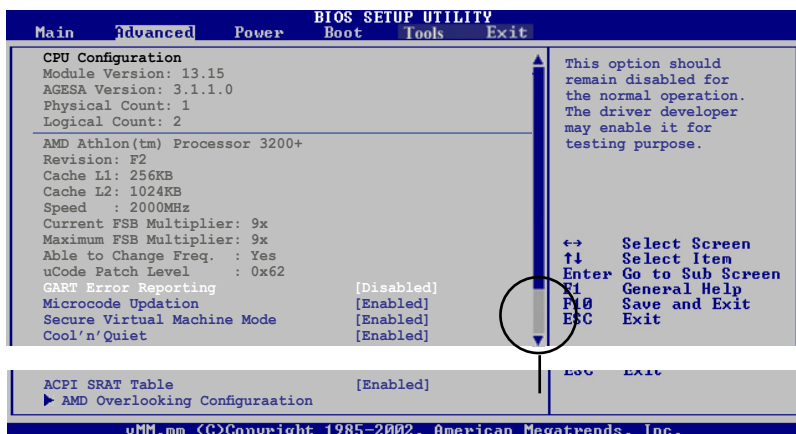 BIOS SETUP UTILITY
Main Advanced Power Boot Tools Exit
CPU Configuration
Module Version: 13.15
AGESA Version: 3.1.1.0
Physical Count: 1
Logical Count: 2
AMD Athlon(tm) Processor 3200+
Revision: F2
Cache L1: 256KB
Cache L2: 1024KB
Speed : 2000MHz
Current FSB Multiplier: 9x
Maximum FSB Multiplier: 9x
Able to Change Freq. : Yes
uCode Patch Level : 0x62
GART Error Reporting [Disabled]
Microcode Updation [Enabled]
Secure Virtual Machine Mode [Enabled]
Cool'n'Quiet [Enabled]
This option should
remain disabled for
the normal operation.
The driver developer
may enable it for
testing purpose.
←→ Select Screen
↑↓ Select Item
Enter Go to Sub Screen
F1 General Help
F10 Save and Exit
ESC Exit
ESC Exit
ACPI SRAT Table [Enabled]
AMD Overlooking Configuraation
vMM.mm (C)Copyright 1985-2002, American Megatrends, Inc.